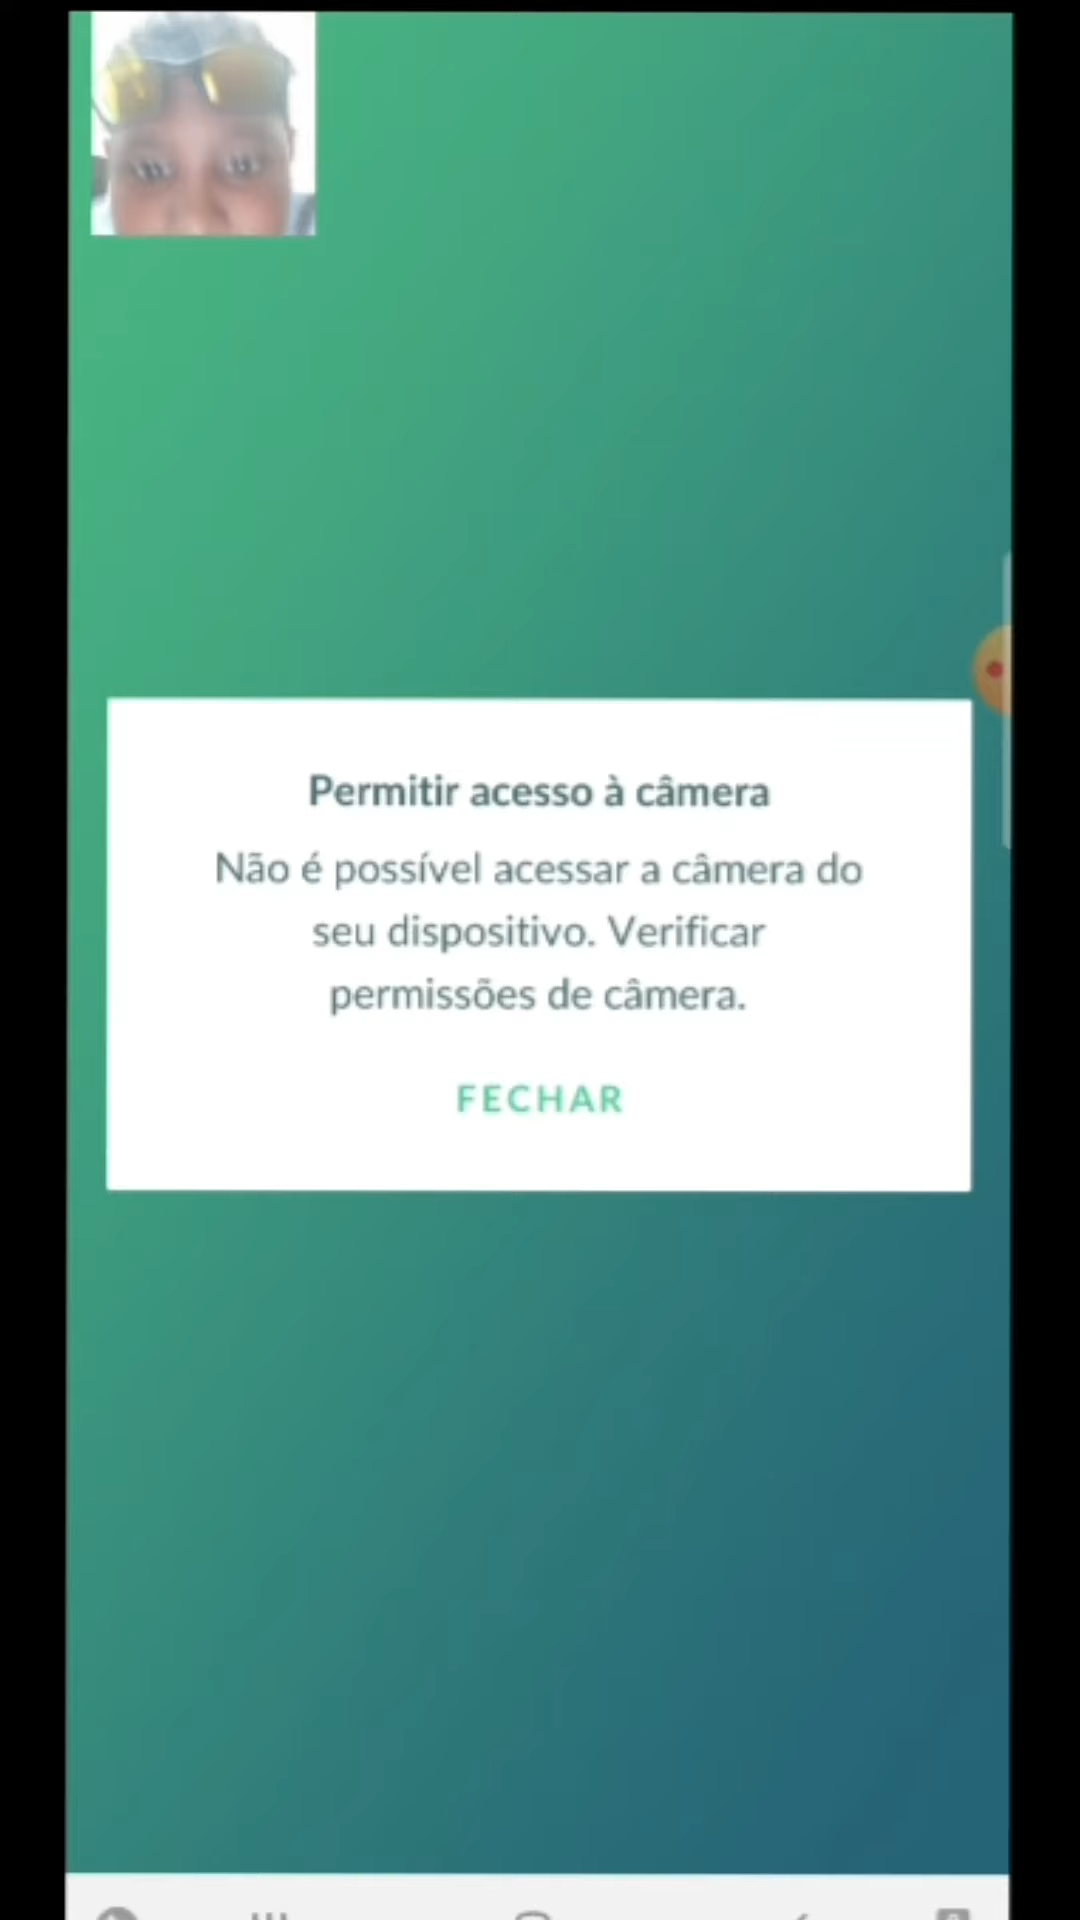 Permitir acesso à câmera
Não é possível acessar a câmera do
seu dispositivo. Verificar
permissões de câmera.
FECHAR